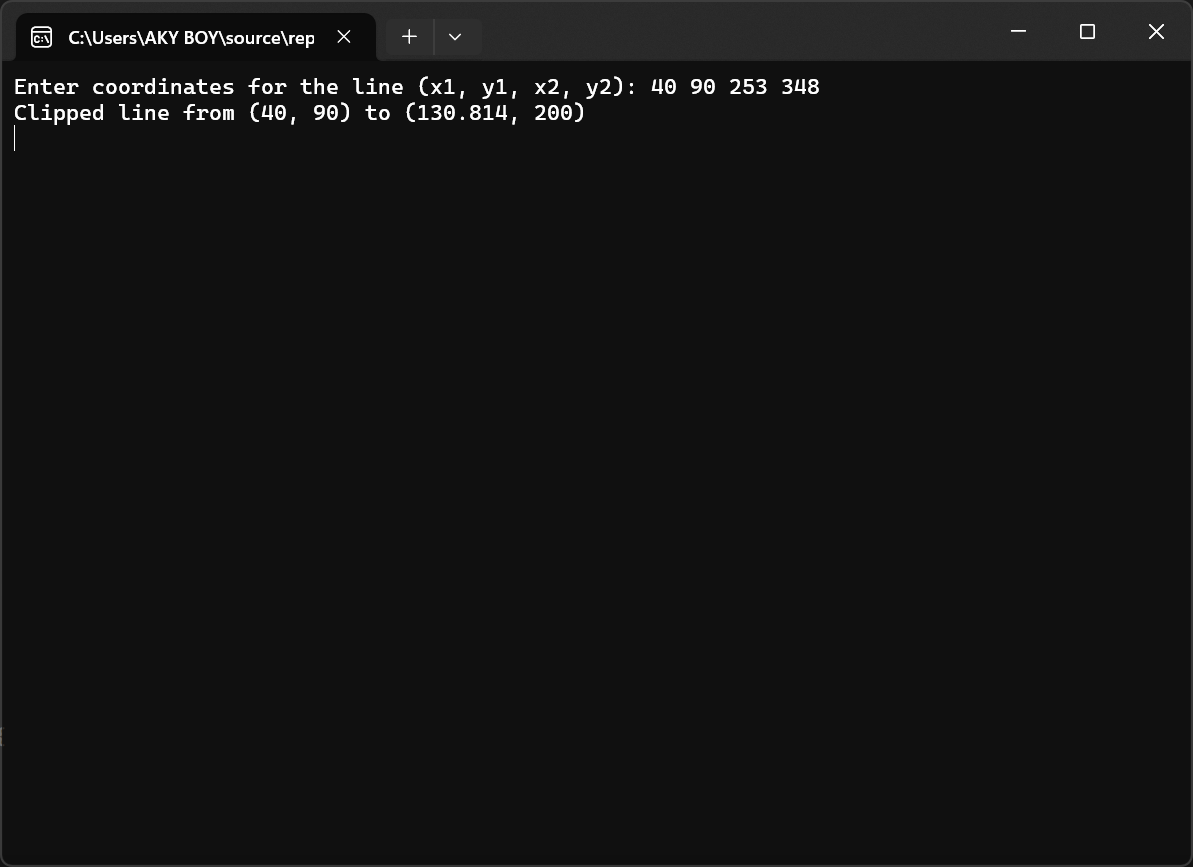 C:\Users\AKY BOY\source\rep
Enter coordinates for the line (x1, y1, x2, y2): 40 90 253 348
Clipped line from (40, 90) to (130.814, 200)